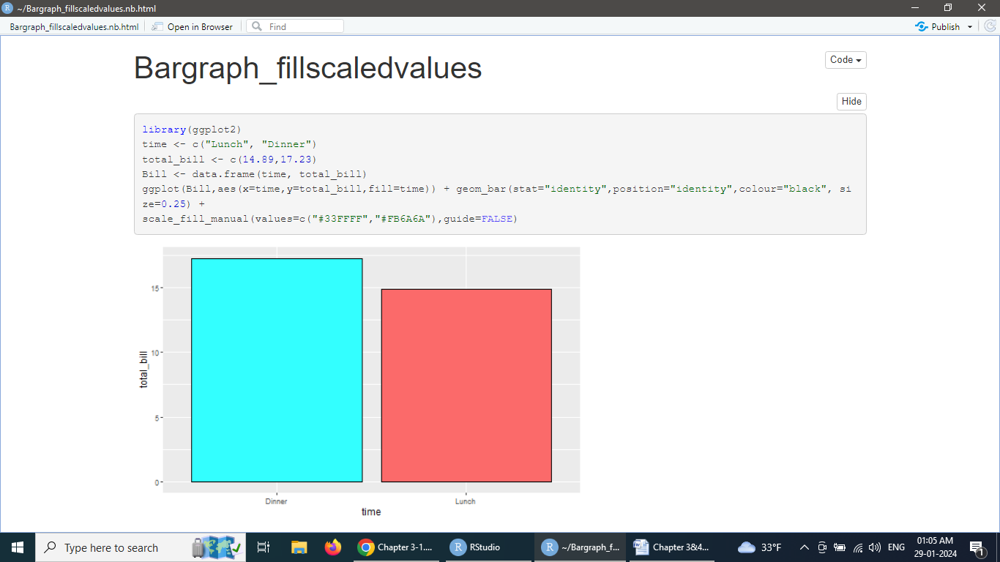 ~/Bargraph_fillscaledvalues.nb.html
Bargraph_fillscaledvalues.nb.html Open in Browser Find Publish
Bargraph_fillscaledvalues
Code
Hide
library(ggplot2)
time <- c("Lunch", "Dinner")
total_bill <- c(14.89,17.23)
Bill <- data.frame(time, total_bill)
ggplot(Bill,aes(x=time,y=total_bill,fill=time)) + geom_bar(stat="identity",position="identity",colour="black", si
ze=0.25) +
scale_fill_manual(values=c("#33FFFF","#FB6A6A"),guide=FALSE)
15
10
5
0
total_bill
Dinner Lunch
time
Type here to search Chapter 3-1.... RStudio ~/Bargraph_f... Chapter 3&4... 33°F ENG 01:05 AM
29-01-2024 1